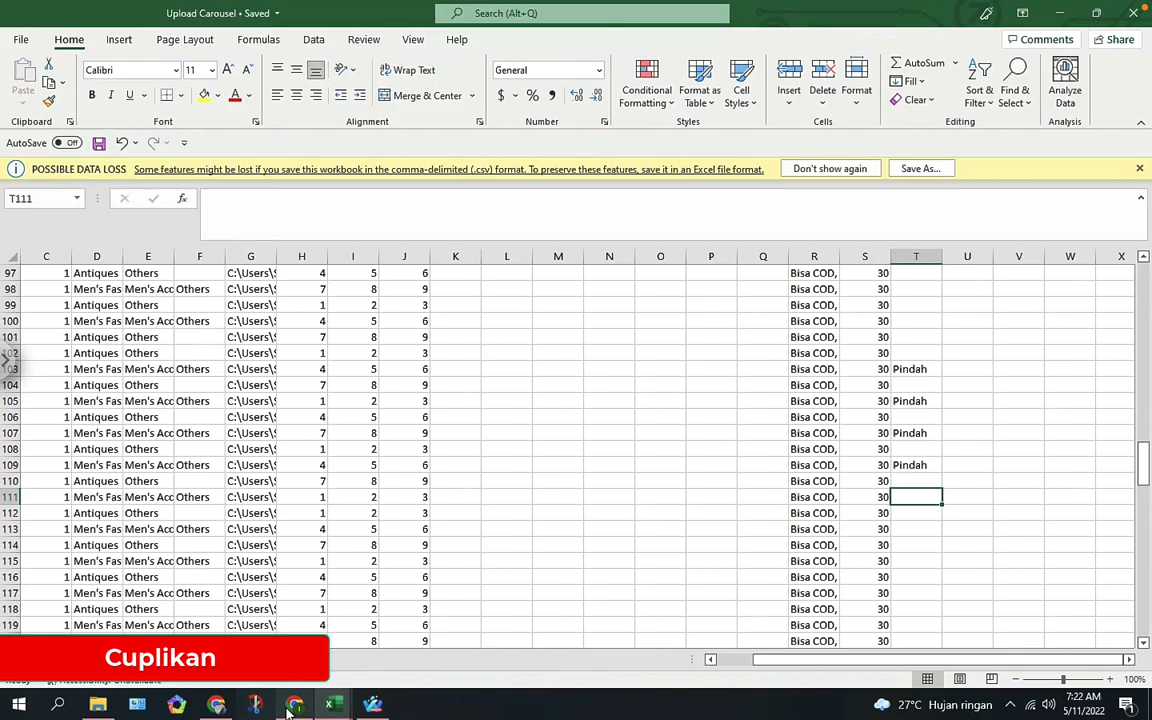 Upload Carousel • Saved
Search (Alt+Q)
File Home Insert Page Layout Formulas Data Review View Help Comments Share
Paste
Clipboard
Calibri 11
B I U
Font
Wrap Text
Merge & Center
Alignment
General
$ % 9
Number
Conditional Formatting
Format as Table
Cell Styles
Styles
Insert Delete Format
Cells
AutoSum
Fill
Clear
Sort & Filter
Find & Select
Editing
Analyze Data
Analysis
AutoSave Off
POSSIBLE DATA LOSS Some features might be lost if you save this workbook in the comma-delimited (.csv) format. To preserve these features, save it in an Excel file format. Don't show again Save As...
T111 fx
C D E F G H I J K L M N O P Q R S T U V W X
97 1 Antiques Others C:\Users\S 4 5 6 Bisa COD, 30
98 1 Men's Fas Men's Acc Others C:\Users\S 7 8 9 Bisa COD, 30
99 1 Antiques Others C:\Users\S 1 2 3 Bisa COD, 30
100 1 Men's Fas Men's Acc Others C:\Users\S 4 5 6 Bisa COD, 30
101 1 Antiques Others C:\Users\S 7 8 9 Bisa COD, 30
102 1 Antiques Others C:\Users\S 1 2 3 Bisa COD, 30
103 1 Men's Fas Men's Acc Others C:\Users\S 4 5 6 Bisa COD, 30 Pindah
104 1 Antiques Others C:\Users\S 7 8 9 Bisa COD, 30
105 1 Men's Fas Men's Acc Others C:\Users\S 1 2 3 Bisa COD, 30 Pindah
106 1 Antiques Others C:\Users\S 4 5 6 Bisa COD, 30
107 1 Men's Fas Men's Acc Others C:\Users\S 7 8 9 Bisa COD, 30 Pindah
108 1 Antiques Others C:\Users\S 1 2 3 Bisa COD, 30
109 1 Men's Fas Men's Acc Others C:\Users\S 4 5 6 Bisa COD, 30 Pindah
110 1 Antiques Others C:\Users\S 7 8 9 Bisa COD, 30
111 1 Men's Fas Men's Acc Others C:\Users\S 1 2 3 Bisa COD, 30
112 1 Antiques Others C:\Users\S 1 2 3 Bisa COD, 30
113 1 Men's Fas Men's Acc Others C:\Users\S 4 5 6 Bisa COD, 30
114 1 Antiques Others C:\Users\S 7 8 9 Bisa COD, 30
115 1 Men's Fas Men's Acc Others C:\Users\S 1 2 3 Bisa COD, 30
116 1 Antiques Others C:\Users\S 4 5 6 Bisa COD, 30
117 1 Men's Fas Men's Acc Others C:\Users\S 7 8 9 Bisa COD, 30
118 1 Antiques Others C:\Users\S 1 2 3 Bisa COD, 30
119 1 Men's Fas Men's Acc Others C:\Users\S 4 5 6 Bisa COD, 30
8 9 Bisa COD, 30
Cuplikan
100%
27°C Hujan ringan
7:22 AM
5/11/2022